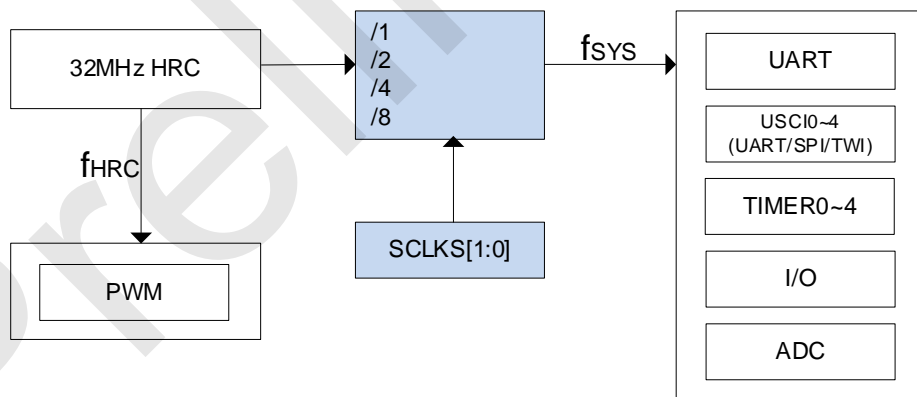 32MHz HRC
/1
/2
/4
/8
fSYS
UART
USCI0~4
(UART/SPI/TWI)
TIMER0~4
I/O
ADC
fHRC
SCLKS[1:0]
PWM